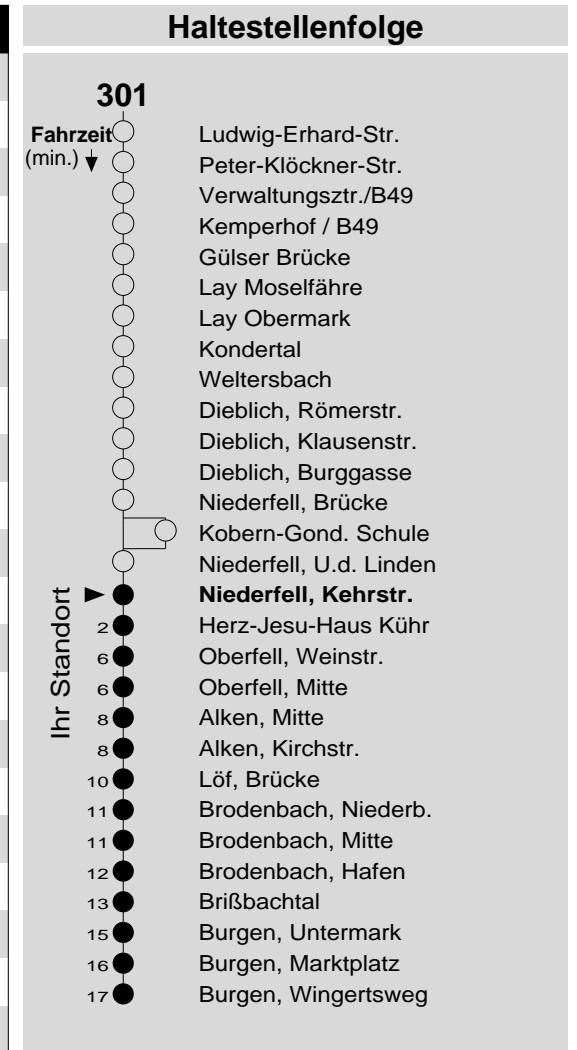 Haltestellenfolge
301
Fahrzeit
(min.)
Ludwig-Erhard-Str.
Peter-Klöckner-Str.
Verwaltungsztr./B49
Kemperhof / B49
Gülser Brücke
Lay Moselfähre
Lay Obermark
Kondertal
Weltersbach
Dieblich, Römerstr.
Dieblich, Klausenstr.
Dieblich, Burggasse
Niederfell, Brücke
Kobern-Gond. Schule
Niederfell, U.d. Linden
Ihr Standort
Niederfell, Kehrstr.
2 Herz-Jesu-Haus Kühr
6 Oberfell, Weinstr.
6 Oberfell, Mitte
8 Alken, Mitte
8 Alken, Kirchstr.
10 Löf, Brücke
11 Brodenbach, Niederb.
11 Brodenbach, Mitte
12 Brodenbach, Hafen
13 Brißbachtal
15 Burgen, Untermark
16 Burgen, Marktplatz
17 Burgen, Wingertsweg